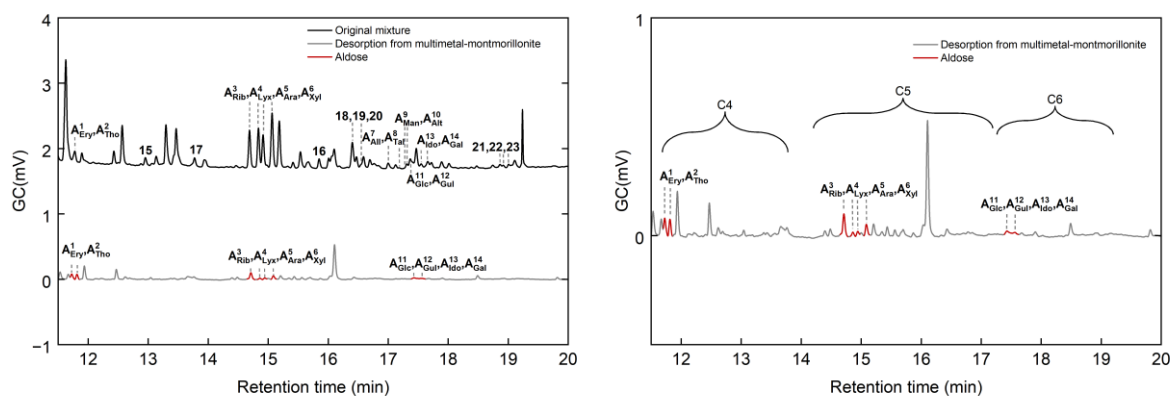 4
3
2
1
0
−1
GC(mV)
Original mixture
Desorption from multimetal-montmorillonite
Aldose
A¹Ery,A²Tho
15
17
A³Rib,A⁴Lyx,A⁵Ara,A⁶Xyl
16
18,19,20
A⁷All,A⁸Tal
A⁹Man,A¹⁰Alt
A¹³Ido,A¹⁴Gal
A¹¹Glc,A¹²Gul
21,22,23
A¹Ery,A²Tho
A³Rib,A⁴Lyx,A⁵Ara,A⁶Xyl
A¹¹Glc,A¹²Gul,A¹³Ido,A¹⁴Gal
12 13 14 15 16 17 18 19 20
Retention time (min)
1
0
−1
GC(mV)
Desorption from multimetal-montmorillonite
Aldose
C4
C5
C6
A¹Ery,A²Tho
A³Rib,A⁴Lyx,A⁵Ara,A⁶Xyl
A¹¹Glc,A¹²Gul,A¹³Ido,A¹⁴Gal
12 13 14 15 16 17 18 19 20
Retention time (min)